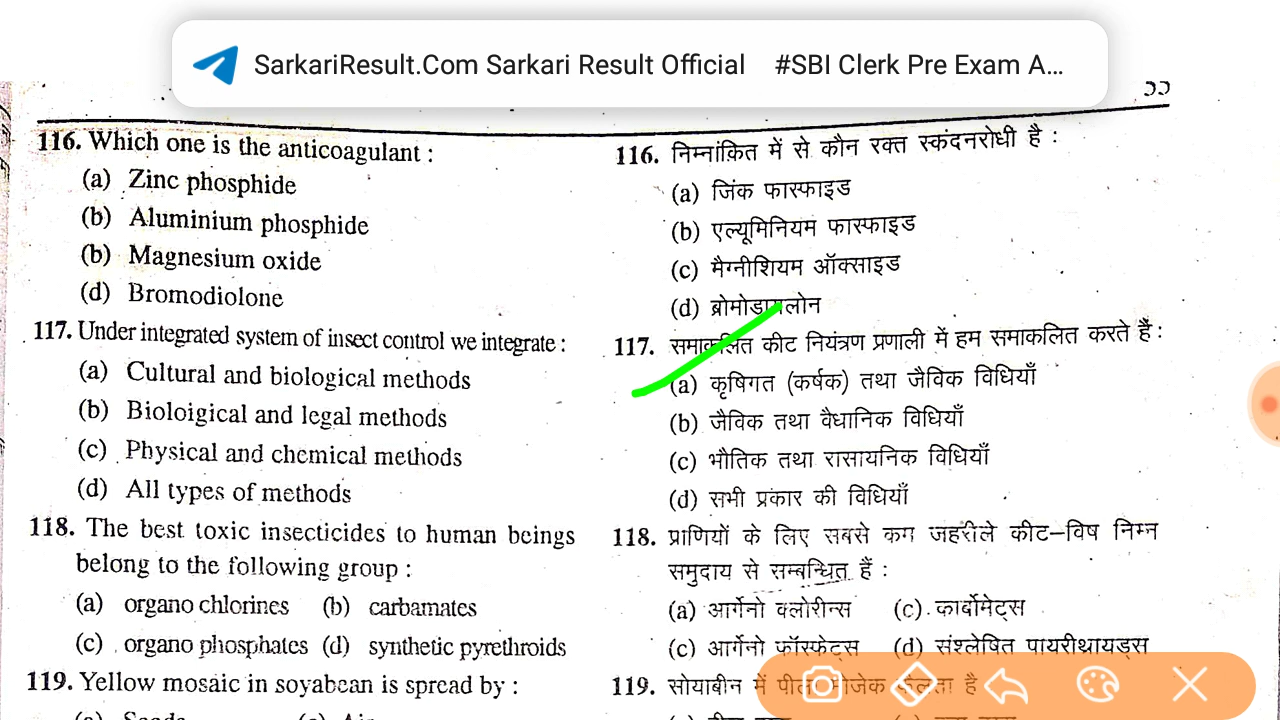 SarkariResult.Com Sarkari Result Official #SBI Clerk Pre Exam A...
116. Which one is the anticoagulant :
(a) Zinc phosphide
(b) Aluminium phosphide
(b) Magnesium oxide
(d) Bromodiolone
117. Under integrated system of insect control we integrate :
(a) Cultural and biological methods
(b) Bioloigical and legal methods
(c) Physical and chemical methods
(d) All types of methods
118. The best toxic insecticides to human beings
belong to the following group :
(a) organo chlorines (b) carbamates
(c) organo phosphates (d) synthetic pyrethroids
119. Yellow mosaic in soyabean is spread by :
116. निम्नांक़ित में से कौन रक्त स्कंदनरोधी है :
(a) जिंक फास्फाइड
(b) एल्यूमिनियम फास्फाइड
(c) मैग्नीशियम ऑक्साइड
(d) ब्रोमोडायलोन
117. समाकलित कीट नियंत्रण प्रणाली में हम समाकलित करते हैं :
(a) कृषिगत (कर्षक) तथा जैविक विधियाँ
(b) जैविक तथा वैधानिक विधियाँ
(c) भौतिक तथा रासायनिक विधियाँ
(d) सभी प्रकार की विधियाँ
118. प्राणियों के लिए सबसे कम जहरीले कीट–विष निम्न
समुदाय से सम्बन्धित हैं :
(a) आर्गेनो क्लोरीन्स (c) कार्बोमेट्स
(c) आर्गेनो फॉस्फेट्स (d) संश्लेषित पायरीथायड्स
119. सोयाबीन में पीला मोजेक फैलता है